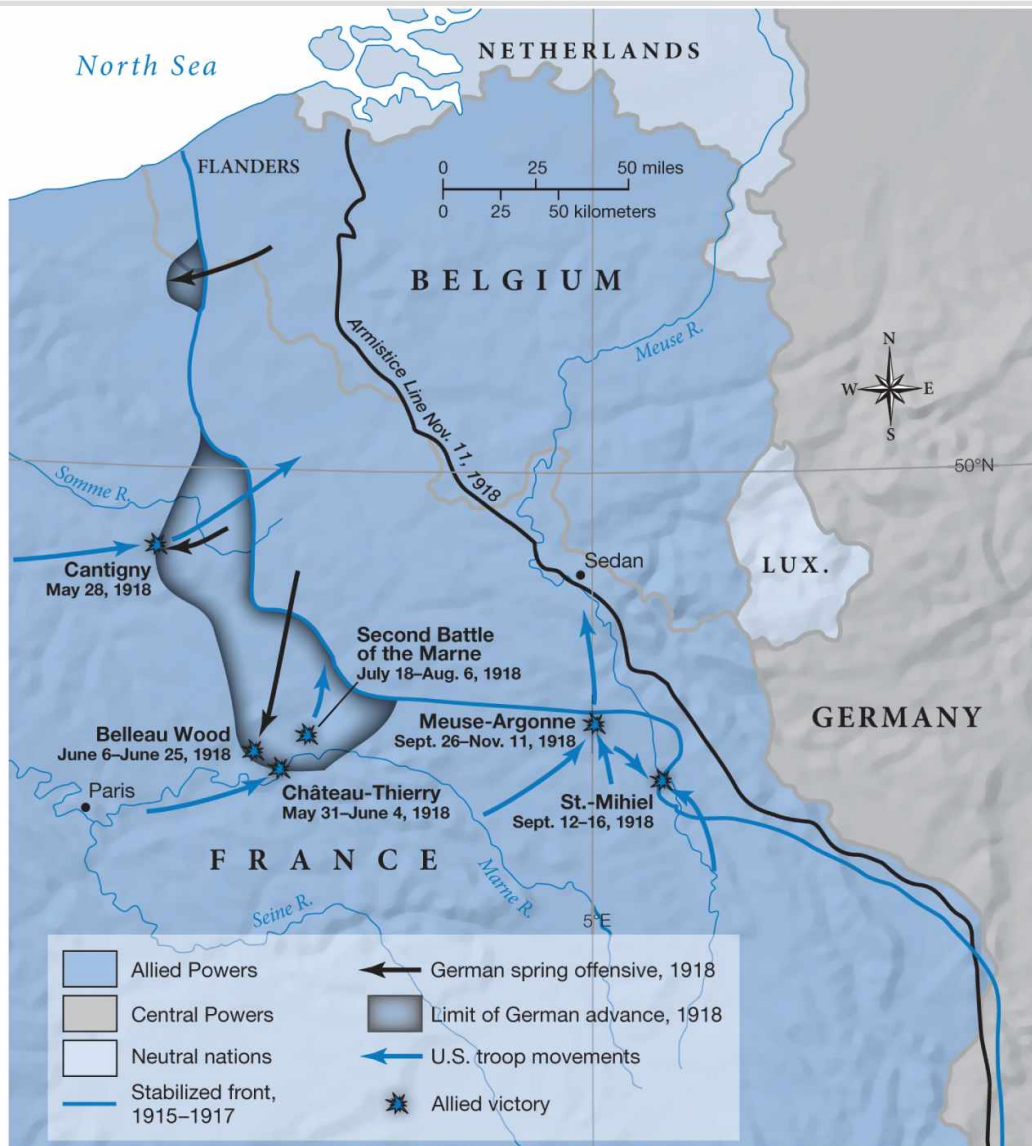 NETHERLANDS
North Sea
FLANDERS
0 25 50 miles
0 25 50 kilometers
BELGIUM
Meuse R.
Armistice Line Nov. 11, 1918
N
W E
S
50°N
Somme R.
Cantigny
May 28, 1918
Sedan
LUX.
Second Battle
of the Marne
July 18–Aug. 6, 1918
GERMANY
Meuse-Argonne
Sept. 26–Nov. 11, 1918
Belleau Wood
June 6–June 25, 1918
Paris
Château-Thierry
May 31–June 4, 1918
St.-Mihiel
Sept. 12–16, 1918
FRANCE
Marne R.
Seine R.
5°E
Allied Powers
Central Powers
Neutral nations
Stabilized front,
1915–1917
German spring offensive, 1918
Limit of German advance, 1918
U.S. troop movements
Allied victory